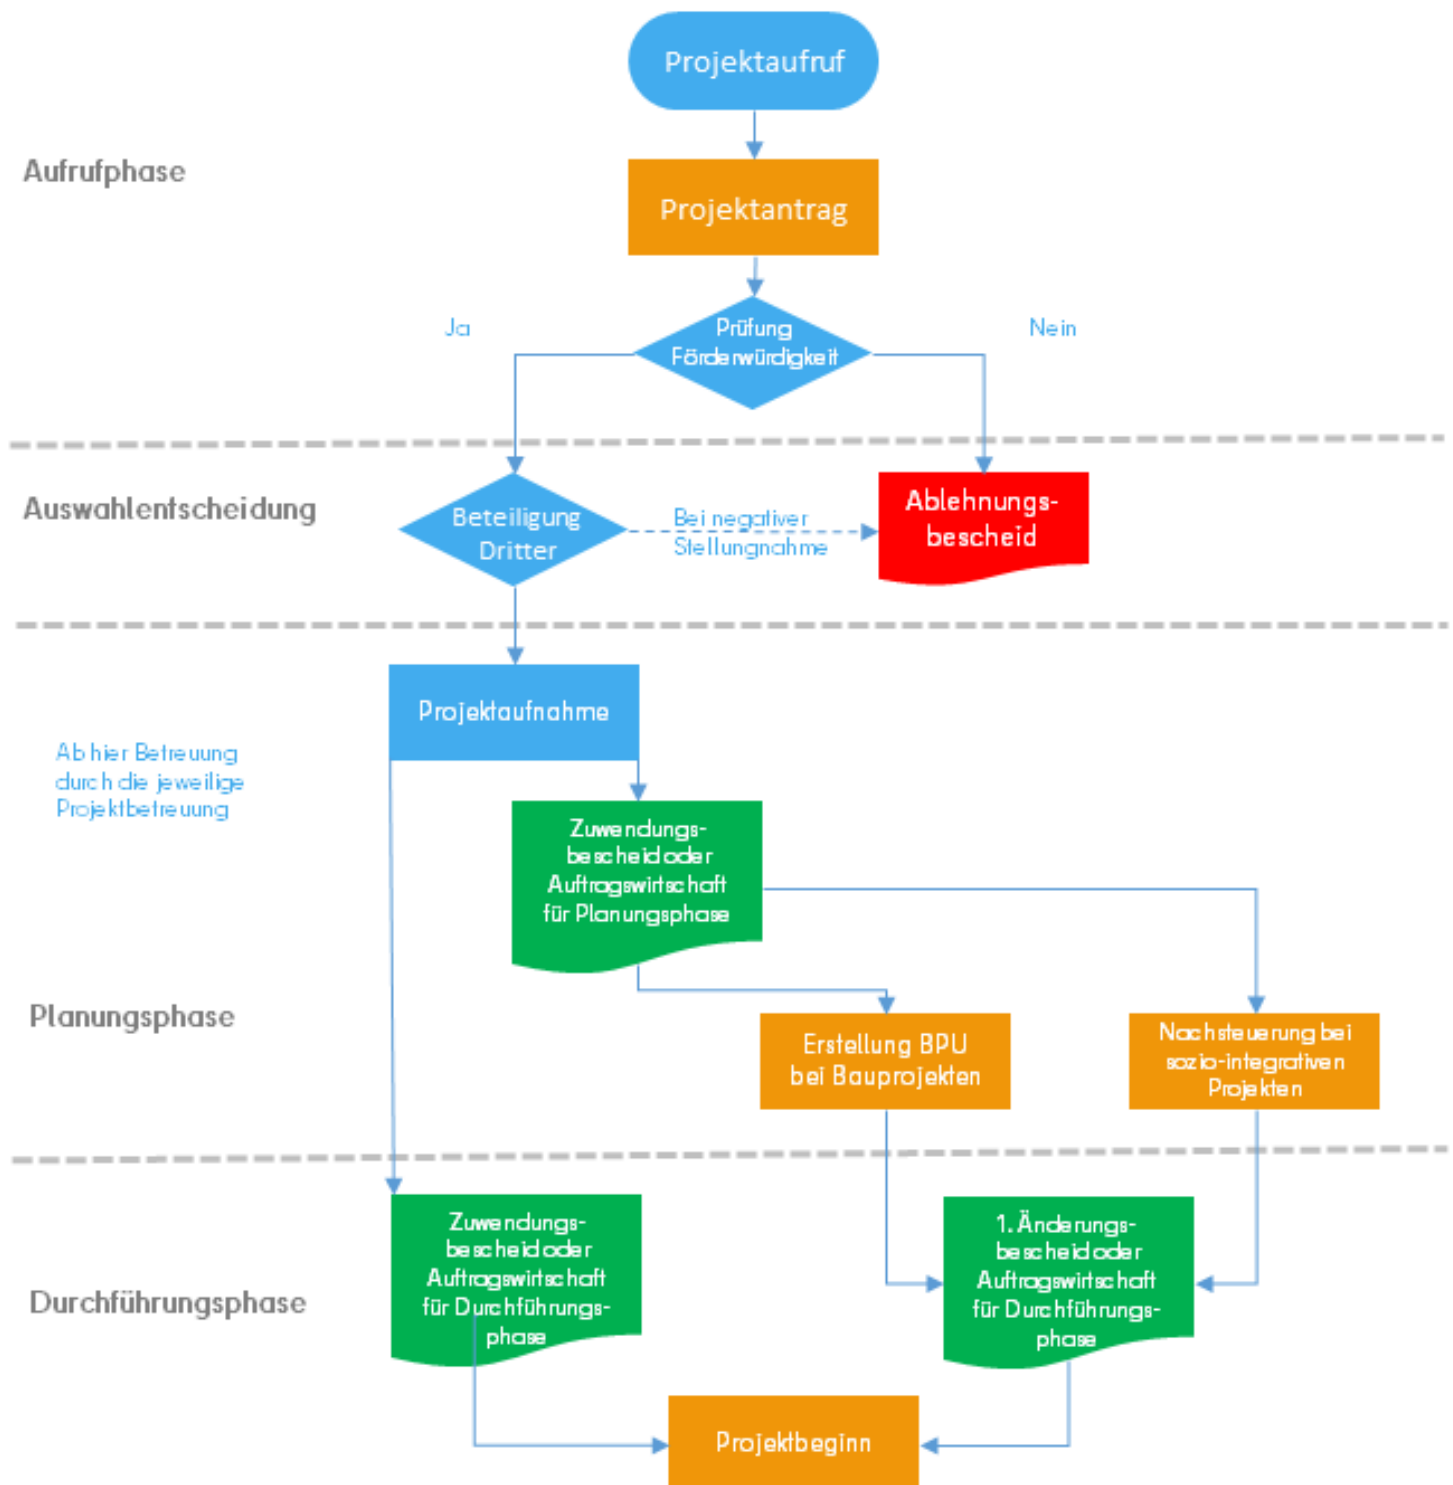 Projektaufruf
Aufrufphase
Projektantrag
Ja
Prüfung
Förderwürdigkeit
Nein
Auswahlentscheidung
Beteiligung
Dritter
Bei negativer
Stellungnahme
Ablehnungs-
bescheid
Projektaufnahme
Ab hier Betreuung
durch die jeweilige
Projektbetreuung
Zuwendungs-
bescheid oder
Auftragswirtschaft
für Planungsphase
Planungsphase
Erstellung BPU
bei Bauprojekten
Nachsteuerung bei
sozio-integrativen
Projekten
Durchführungsphase
Zuwendungs-
bescheid oder
Auftragswirtschaft
für Durchführungs-
phase
1. Änderungs-
bescheid oder
Auftragswirtschaft
für Durchführungs-
phase
Projektbeginn